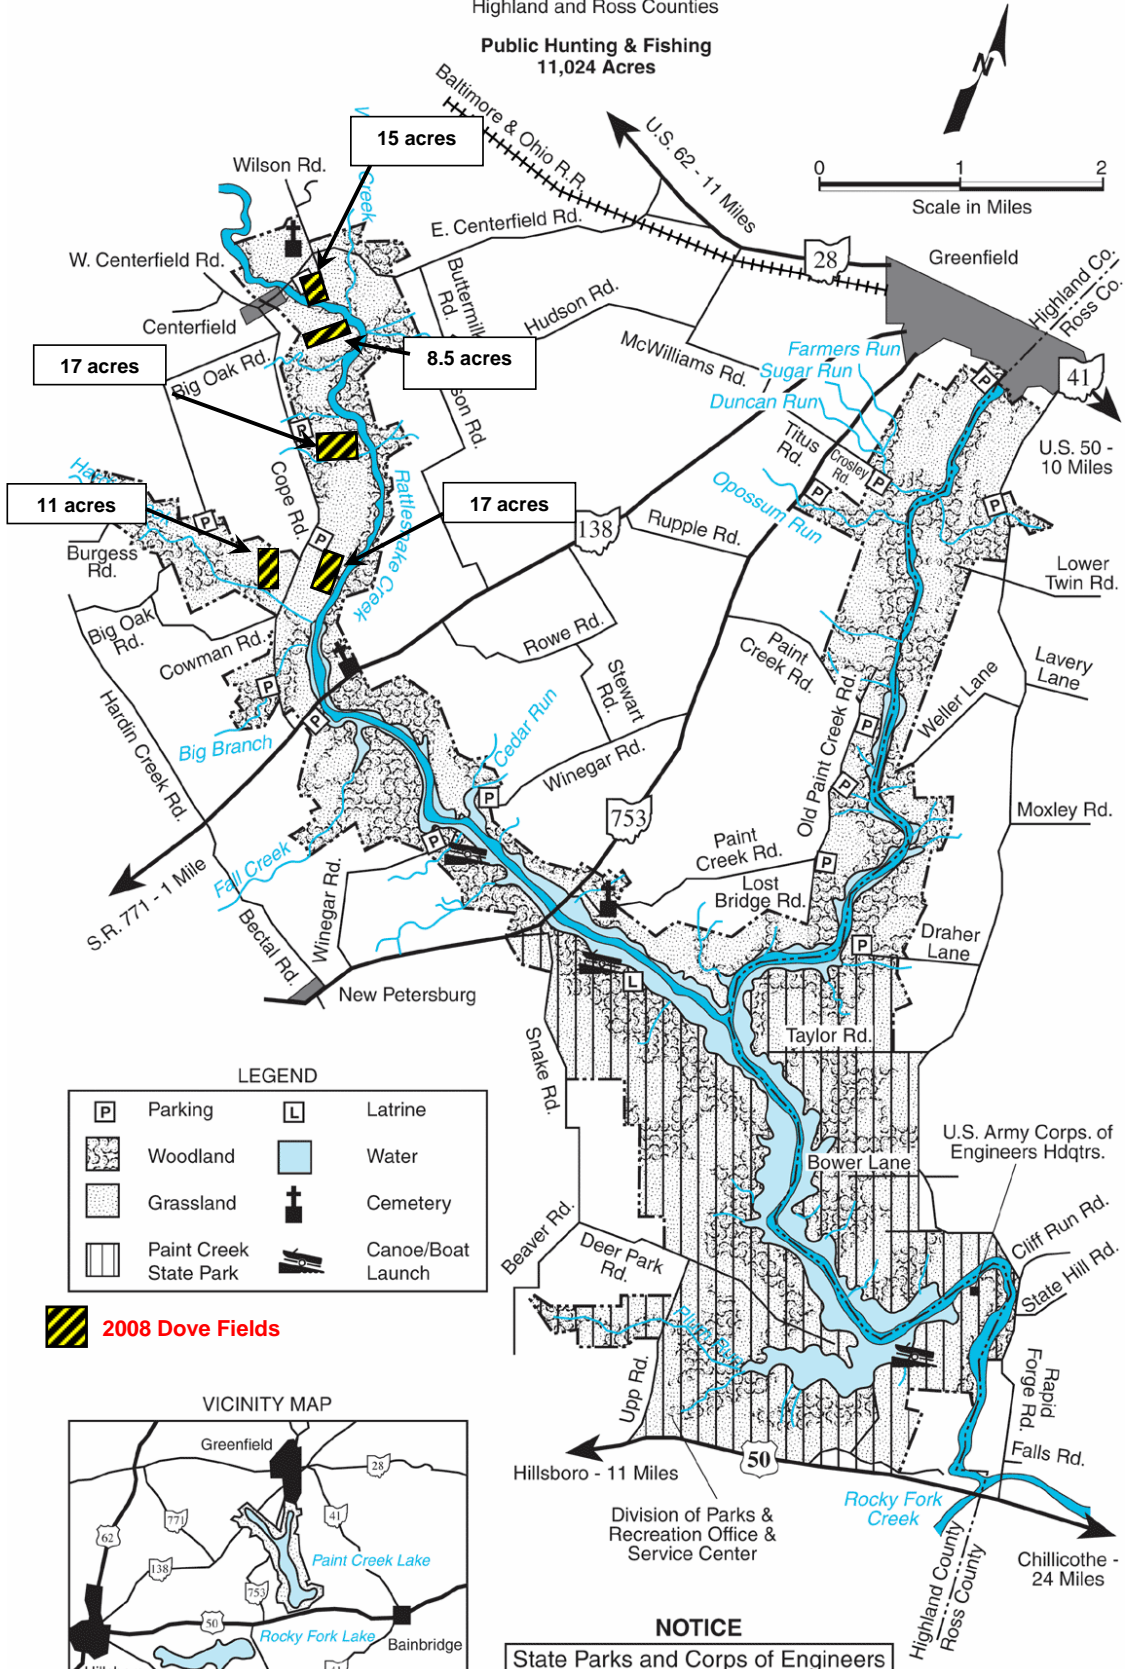 Highland and Ross Counties
Public Hunting & Fishing
11,024 Acres
N
Baltimore & Ohio R.R.
U.S. 62 - 11 Miles
15 acres
Creek
Wilson Rd.
0 1 2
Scale in Miles
E. Centerfield Rd.
W. Centerfield Rd.
28
Greenfield
Highland Co.
Ross Co.
Centerfield
P
Buttermilk
Rd.
Hudson Rd.
McWilliams Rd.
Farmers Run
Sugar Run
Duncan Run
41
U.S. 50 -
10 Miles
17 acres
8.5 acres
Big Oak Rd.
son Rd.
P
P
Titus
Rd.
Crosley
Rd.
P
P
P
Opossum Run
Cope Rd.
Rattlesnake Creek
11 acres
17 acres
138
Rupple Rd.
P
P
Burgess
Rd.
Lower
Twin Rd.
Big Oak
Rd.
Cowman Rd.
Rowe Rd.
Stewart
Rd.
Paint
Creek Rd.
Lavery
Lane
Weller Lane
P
P
Hardin Creek Rd.
Big Branch
Cedar Run
Winegar Rd.
Old Paint Creek Rd.
P
P
P
753
Moxley Rd.
Paint
Creek Rd.
P
P
Lost
Bridge Rd.
Fall Creek
S.R. 771 - 1 Mile
Winegar Rd.
Bectal Rd.
Draher
Lane
P
L
New Petersburg
Snake Rd.
Taylor Rd.
LEGEND
P Parking L Latrine
Woodland Water
Grassland Cemetery
Paint Creek
State Park
Canoe/Boat
Launch
2008 Dove Fields
U.S. Army Corps. of
Engineers Hdqtrs.
Bower Lane
Beaver Rd.
Deer Park
Rd.
Cliff Run Rd.
State Hill Rd.
Plum Run
Upp Rd.
Rapid
Forge Rd.
Falls Rd.
50
Hillsboro - 11 Miles
Division of Parks &
Recreation Office &
Service Center
Rocky Fork
Creek
Chillicothe -
24 Miles
Highland County
Ross County
VICINITY MAP
Greenfield
28
771
41
62
138
Paint Creek Lake
753
50
Rocky Fork Lake
Bainbridge
NOTICE
State Parks and Corps of Engineers